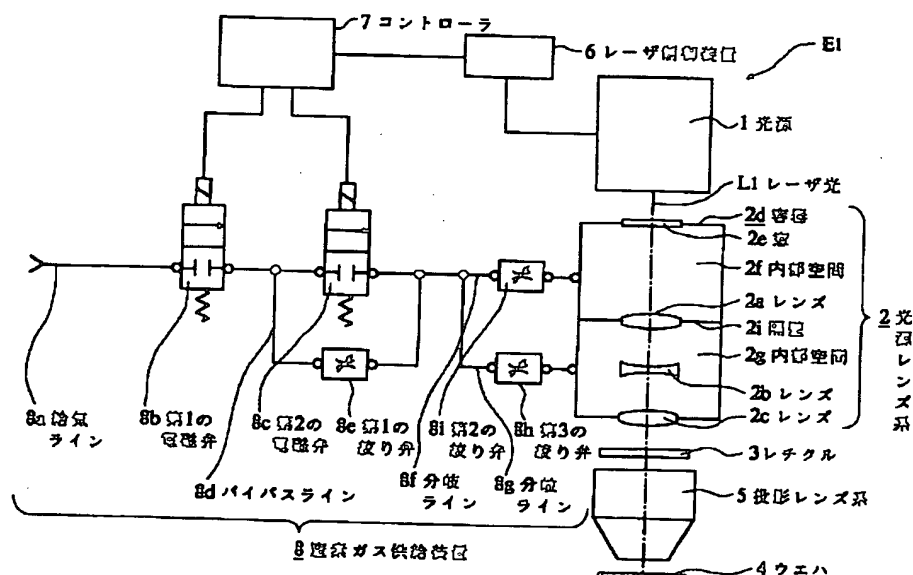 7 コントローラ
6 レーザ制御装置
E1
1 光源
L1 レーザ光
2d 容器
2e 窓
2f 内部空間
2a レンズ
2i 隔壁
2g 内部空間
2b レンズ
2c レンズ
2 光源レンズ系
3 レチクル
5 投影レンズ系
4 ウエハ
8a 給気
ライン
8b 第1の
電磁弁
8c 第2の
電磁弁
8e 第1の
絞り弁
8i 第2の
絞り弁
8h 第3の
絞り弁
8d バイパスライン
8f 分岐
ライン
8g 分岐
ライン
8 窒素ガス供給装置